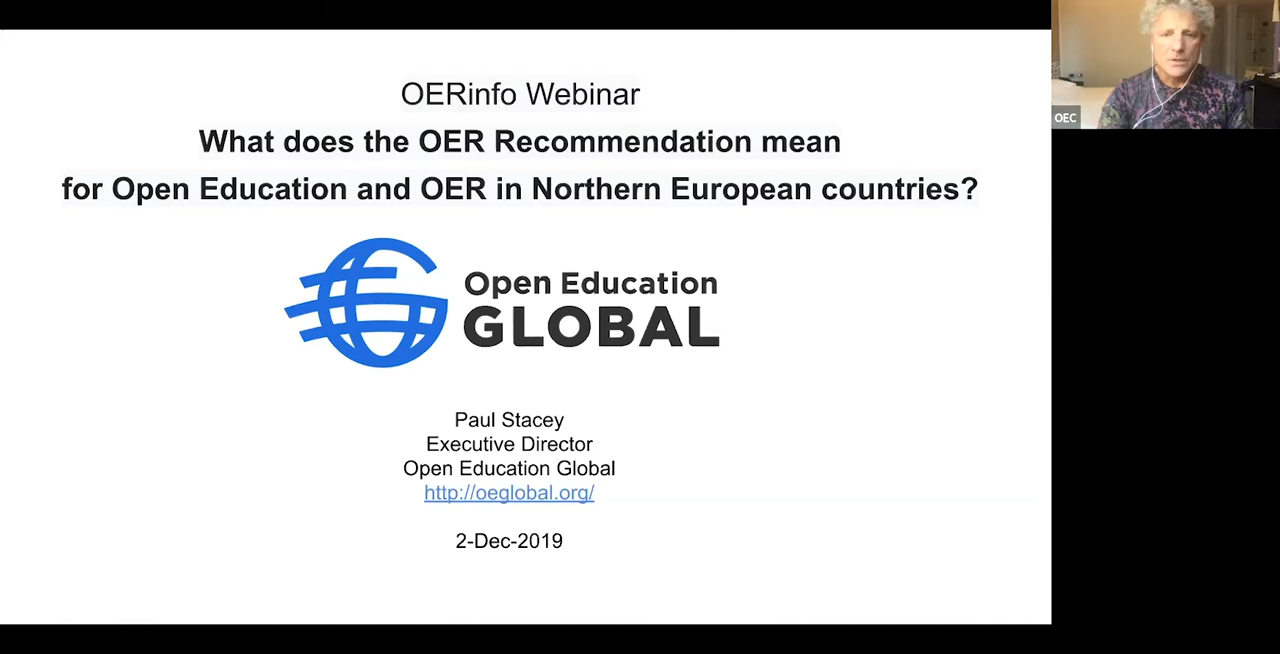 OERinfo Webinar
What does the OER Recommendation mean
for Open Education and OER in Northern European countries?
Open Education
GLOBAL
Paul Stacey
Executive Director
Open Education Global
http://oeglobal.org/
2-Dec-2019
OEC